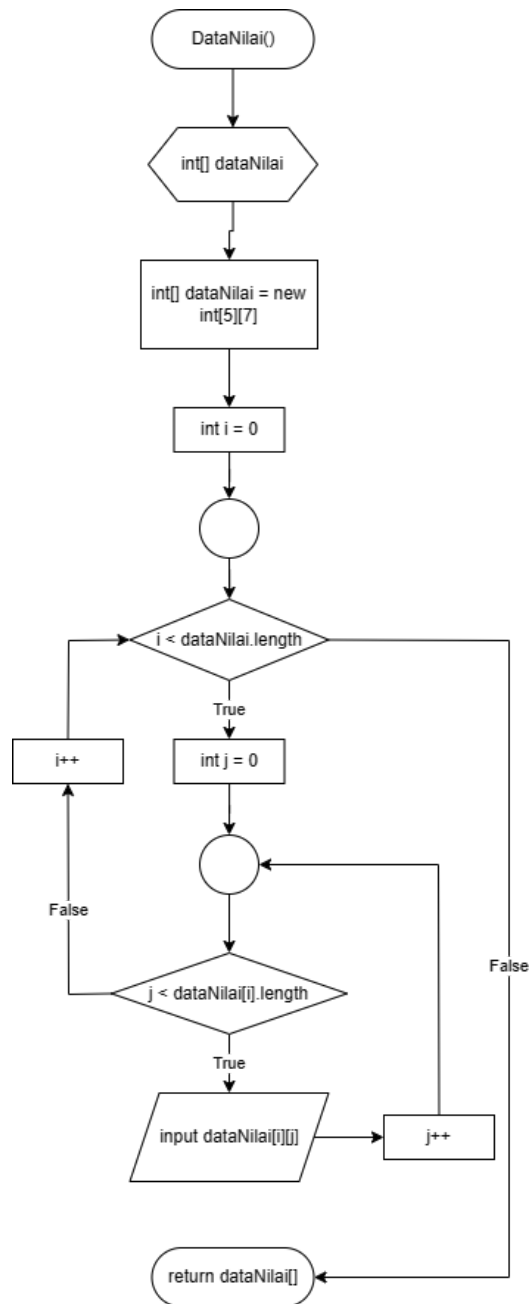 DataNilai()
int[] dataNilai
int[] dataNilai = new
int[5][7]
int i = 0
i < dataNilai.length
True
i++
int j = 0
False
False
j < dataNilai[i].length
True
input dataNilai[i][j]
j++
return dataNilai[]